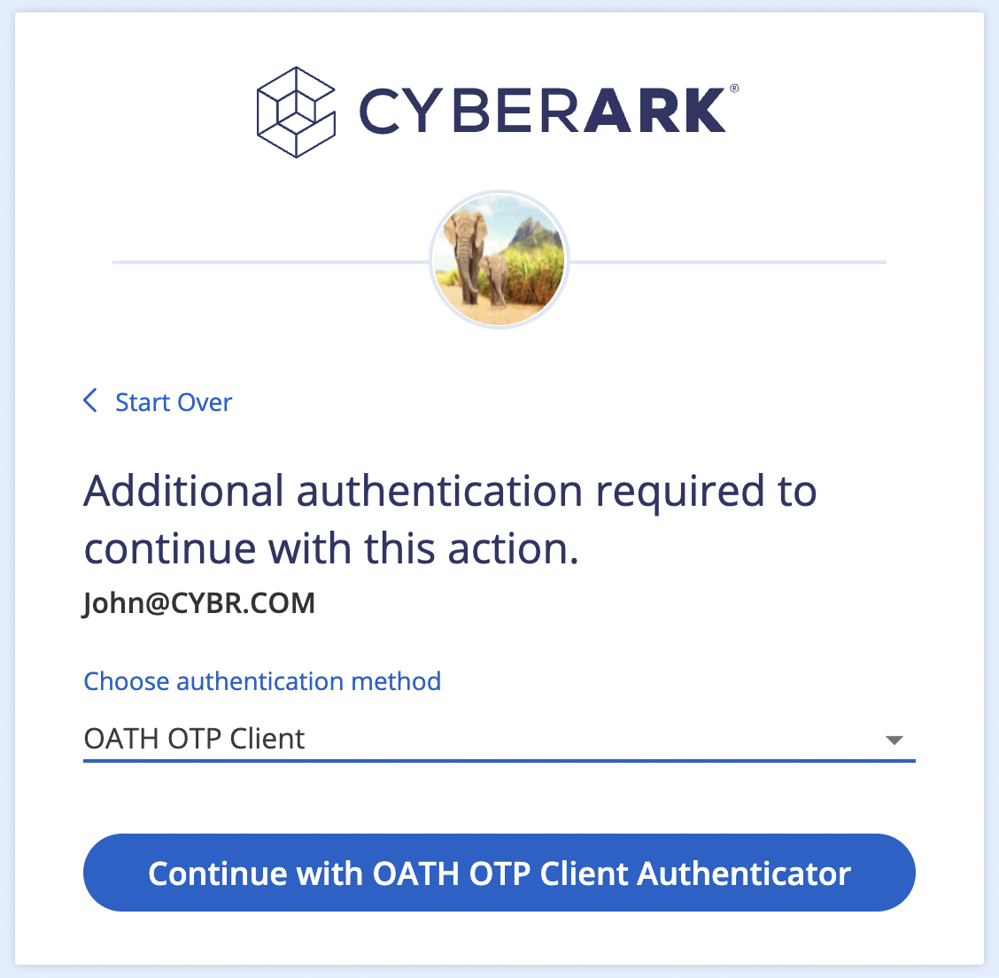 CYBERARK®
Start Over
Additional authentication required to
continue with this action.
John@CYBR.COM
Choose authentication method
OATH OTP Client
Continue with OATH OTP Client Authenticator